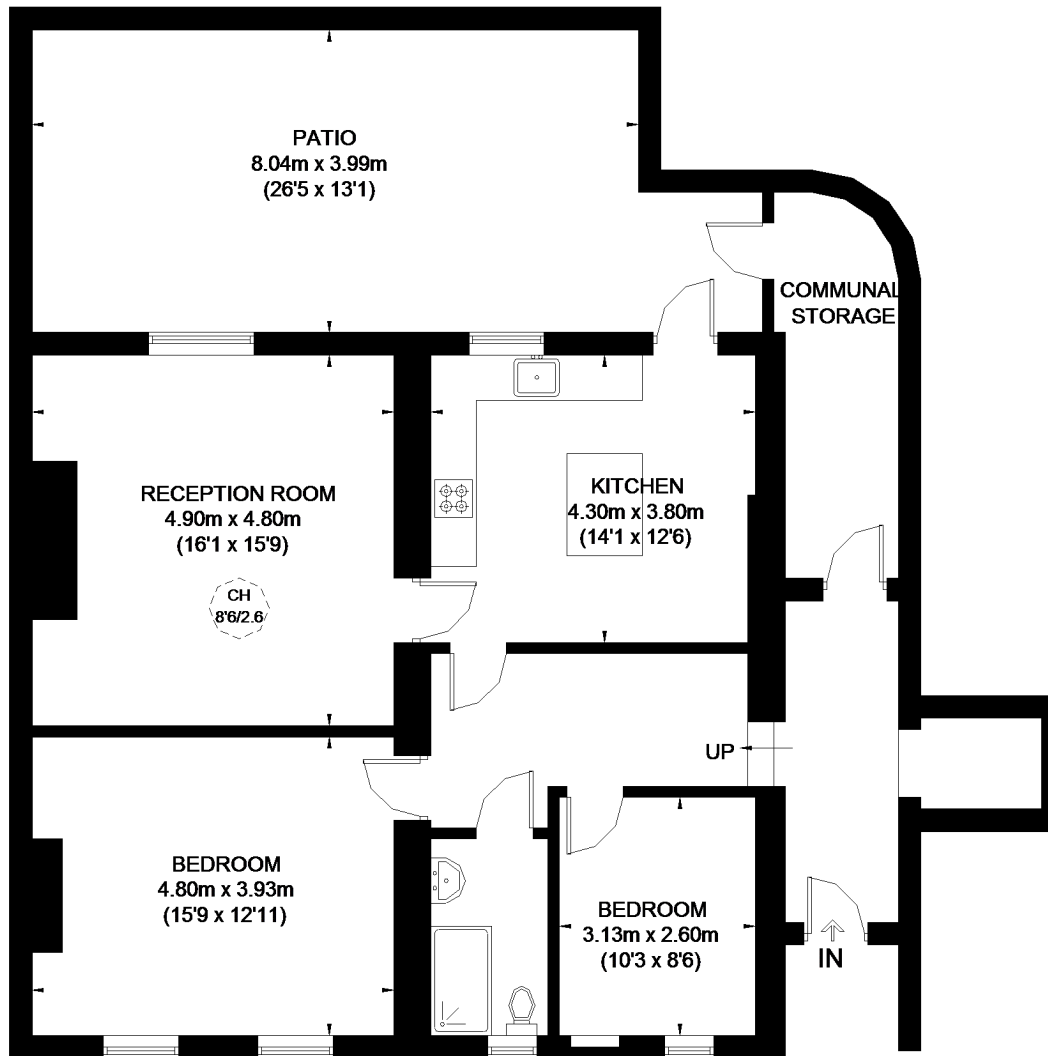 PATIO
8.04m x 3.99m
(26'5 x 13'1)
COMMUNAL
STORAGE
RECEPTION ROOM
4.90m x 4.80m
(16'1 x 15'9)
CH
8'6/2.6
KITCHEN
4.30m x 3.80m
(14'1 x 12'6)
UP
BEDROOM
4.80m x 3.93m
(15'9 x 12'11)
BEDROOM
3.13m x 2.60m
(10'3 x 8'6)
IN